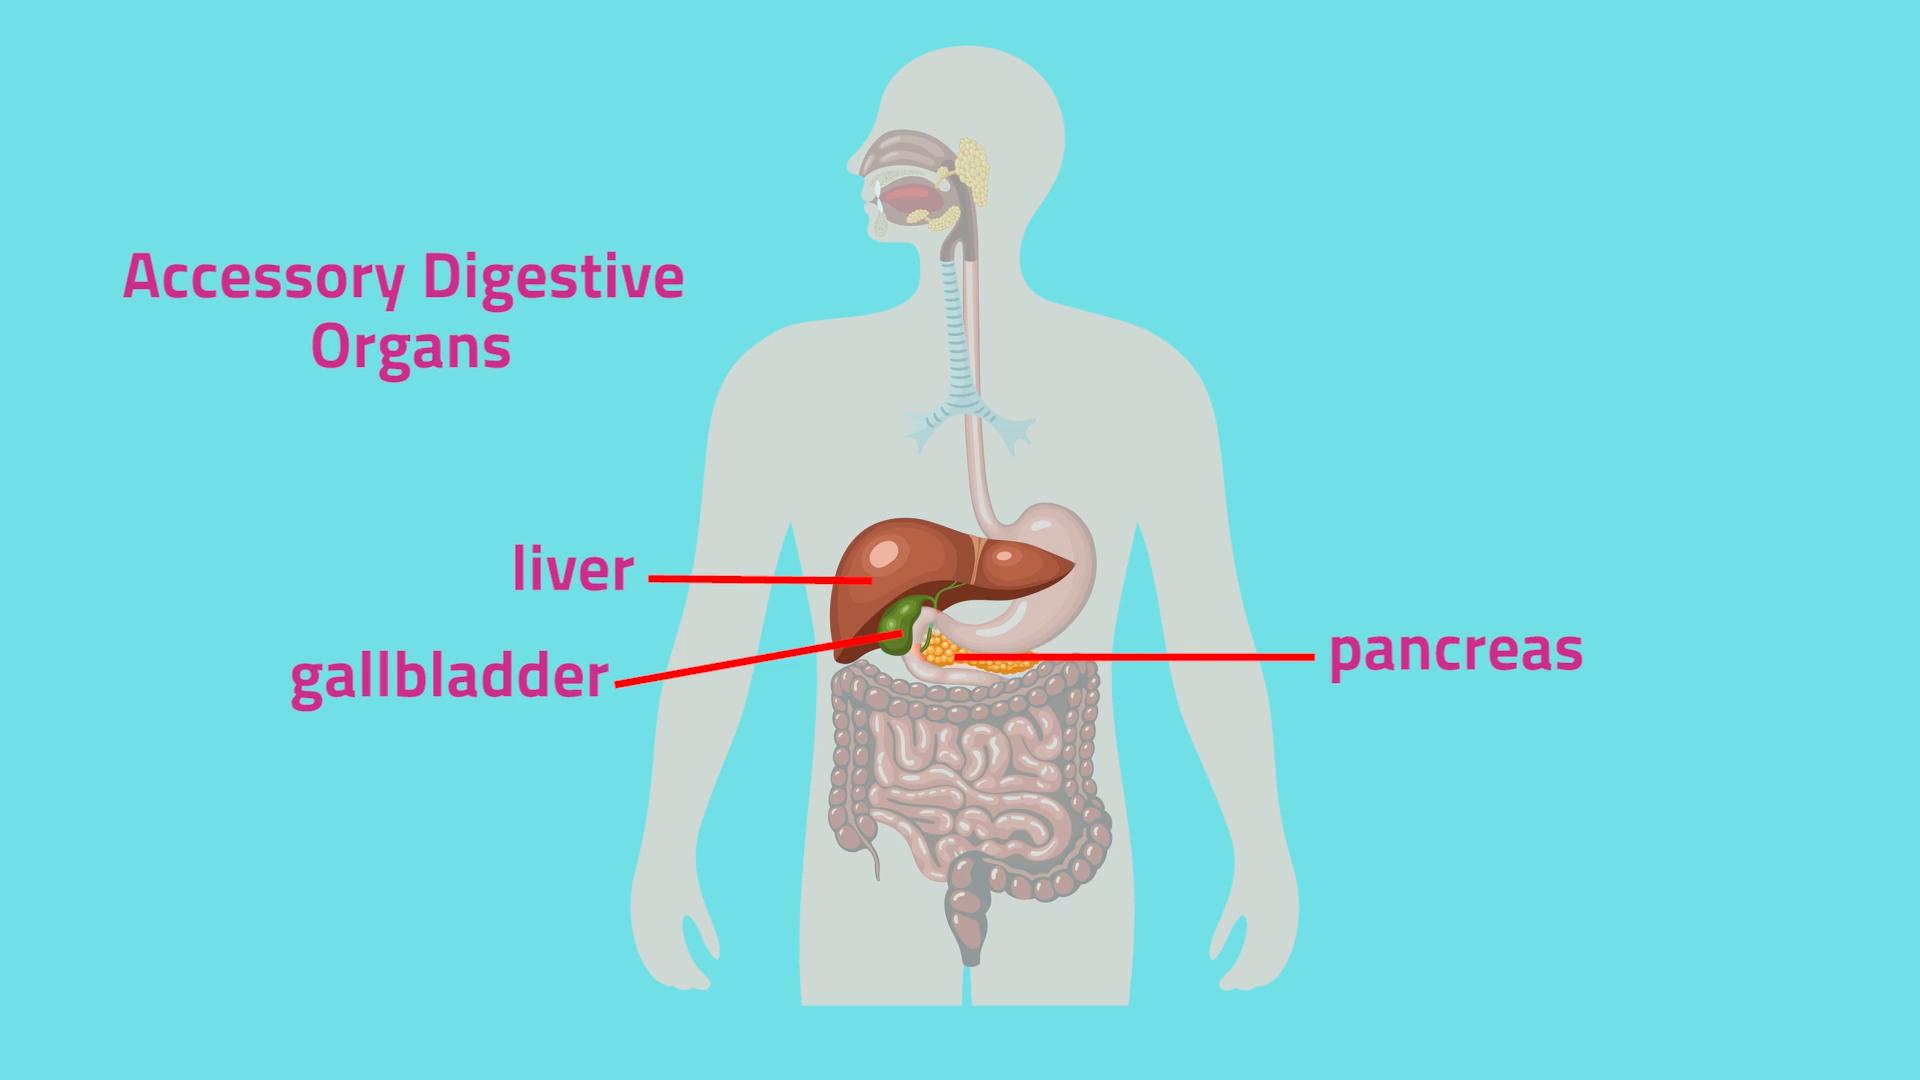 Accessory Digestive
Organs
liver
gallbladder
pancreas